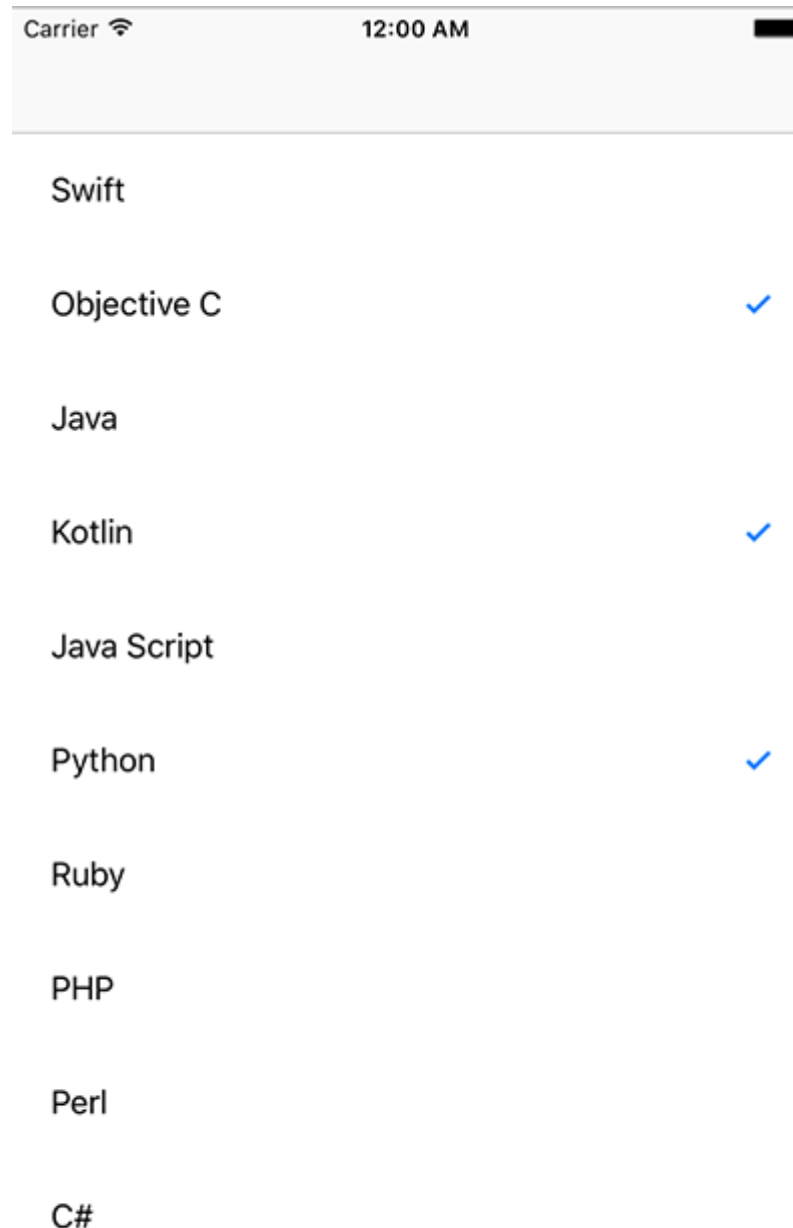 Carrier 12:00 AM
Swift
Objective C
Java
Kotlin
Java Script
Python
Ruby
PHP
Perl
C#